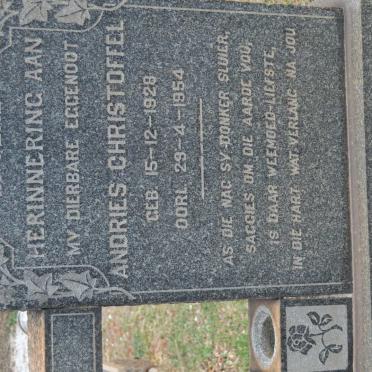 HERINNERING AAN
MY DIERBARE EGGENOOT
ANDRIES CHRISTOFFEL
GEB. 15-12-1928
OORL. 29-4-1954
AS DIE NAG SY DONKER SLUIER,
SAGGIES OM DIE AARDE VOU,
IS DAAR WEEMOED-LIEFSTE,
IN DIE HART WAT VERLANG NA JOU